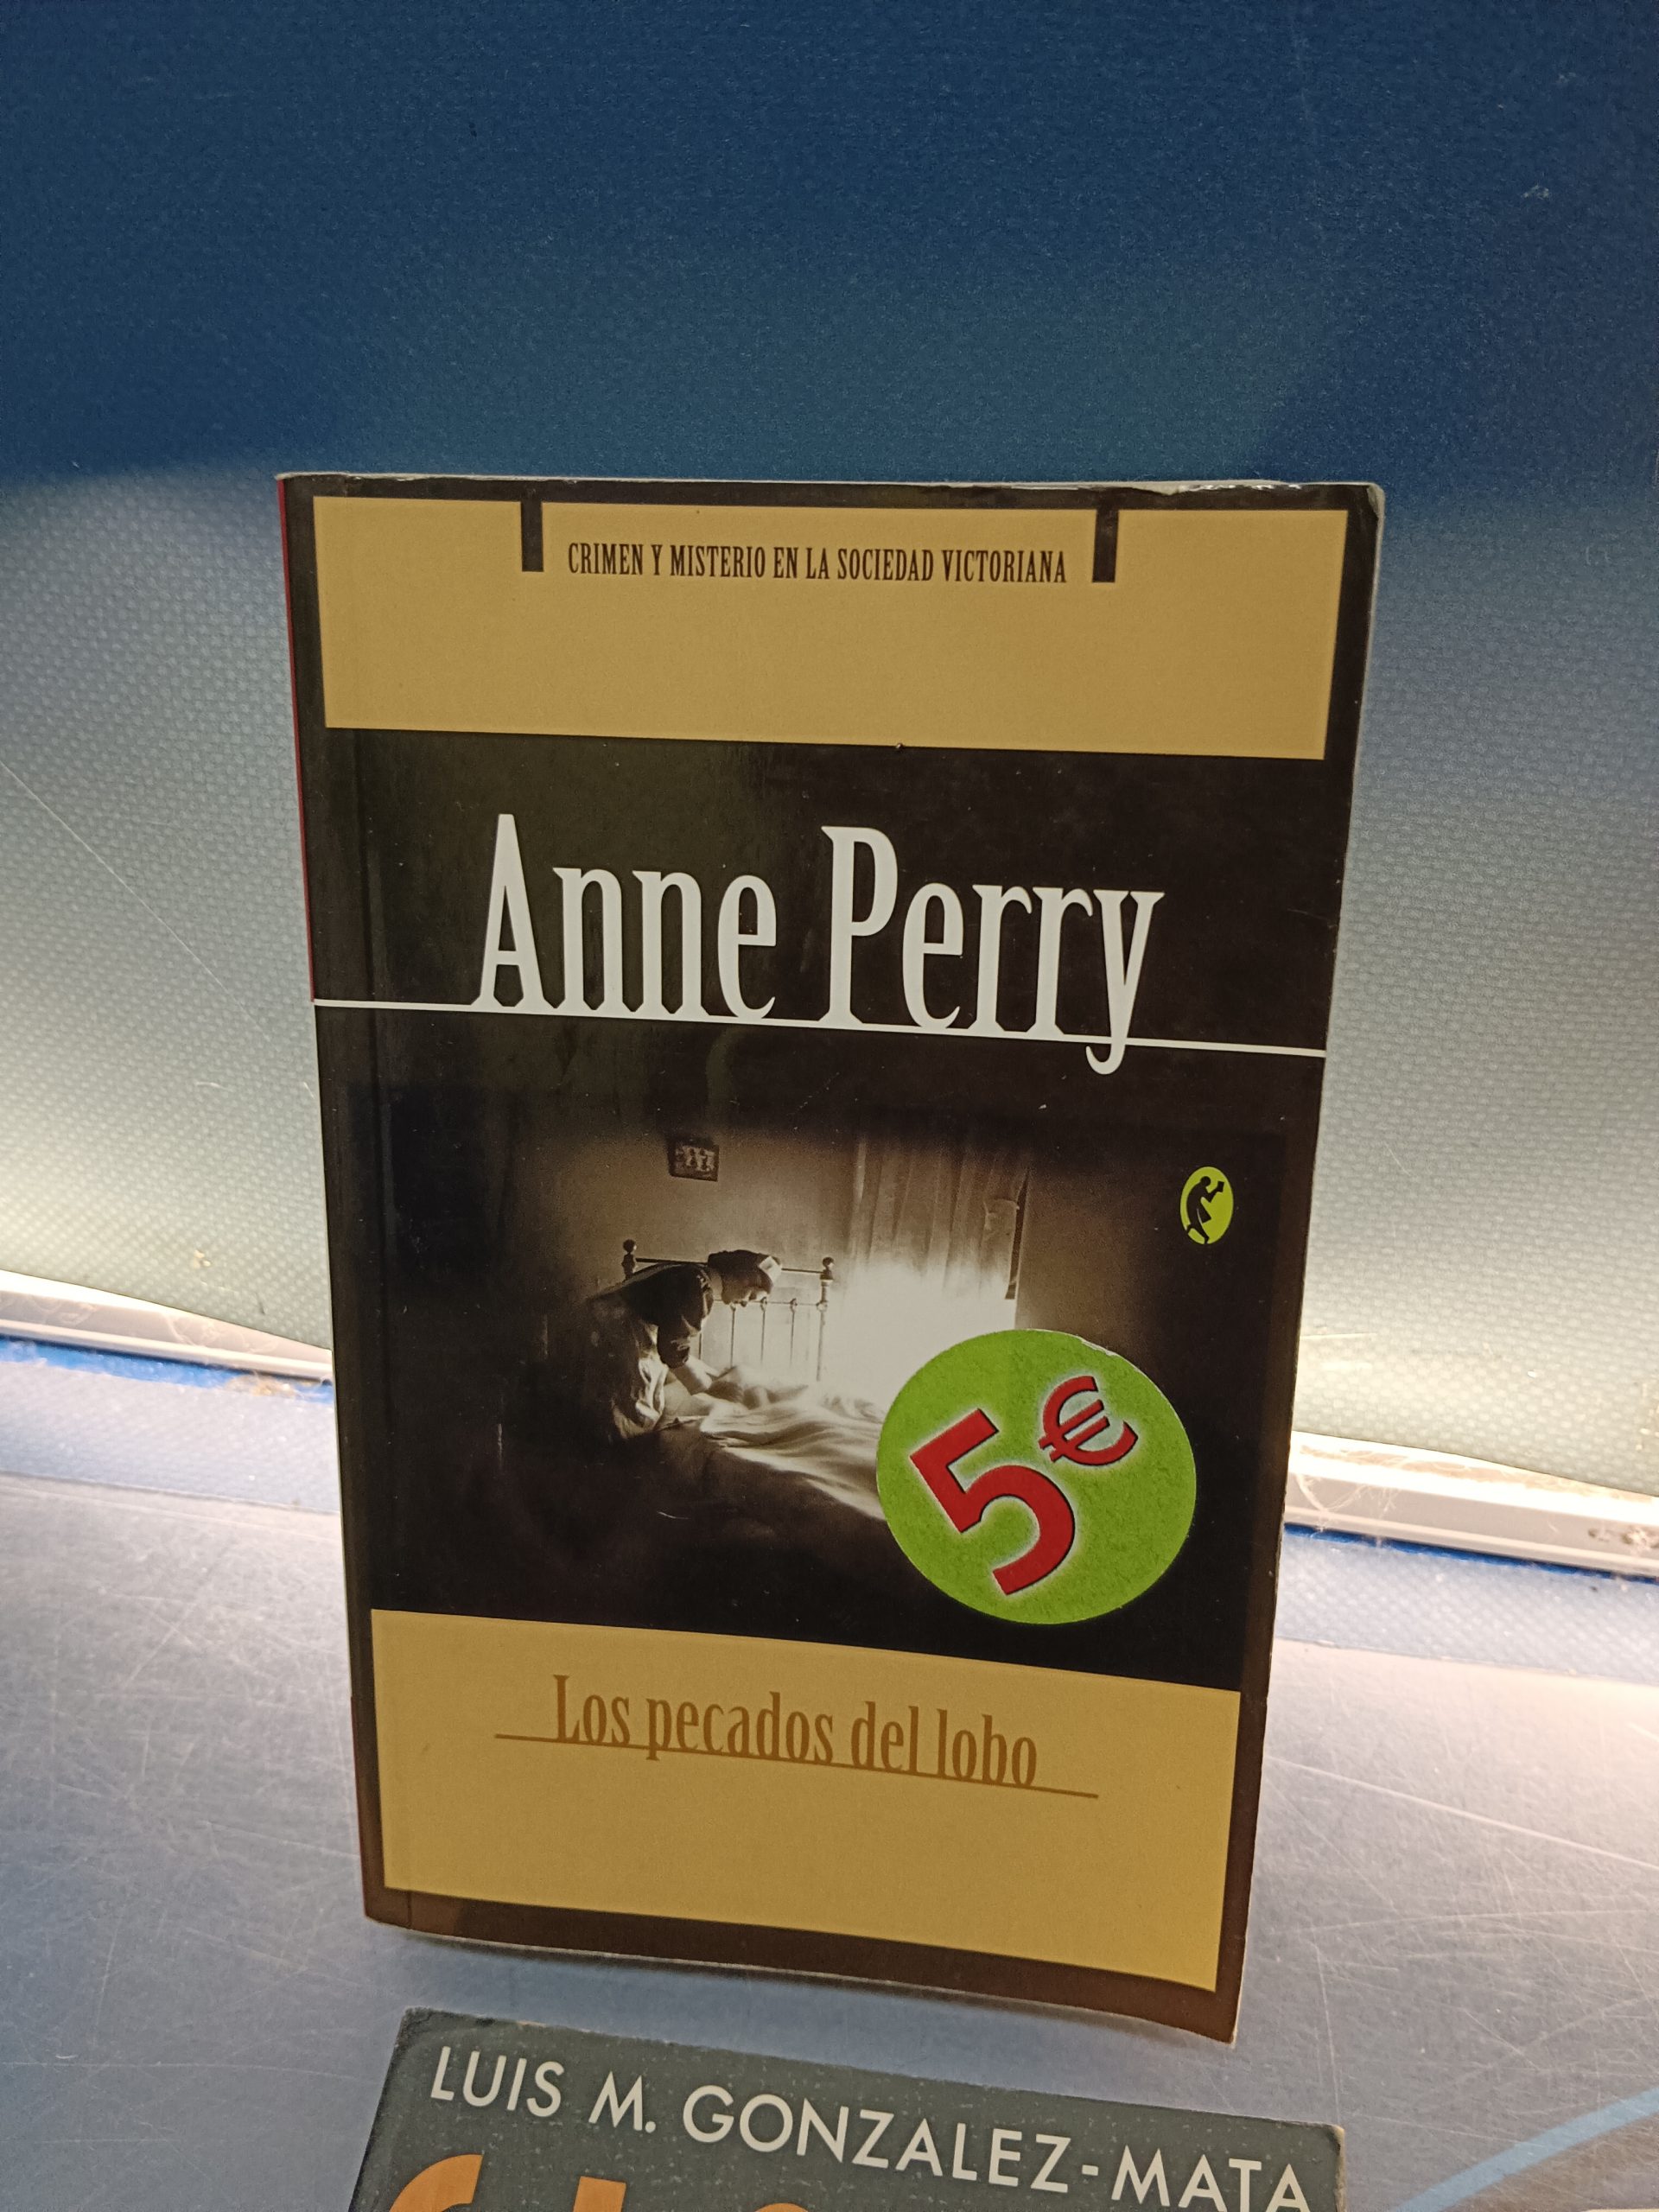 CRIMEN Y MISTERIO EN LA SOCIEDAD VICTORIANA
Anne Perry
5€
Los pecados del lobo
LUIS M. GONZALEZ-MATA